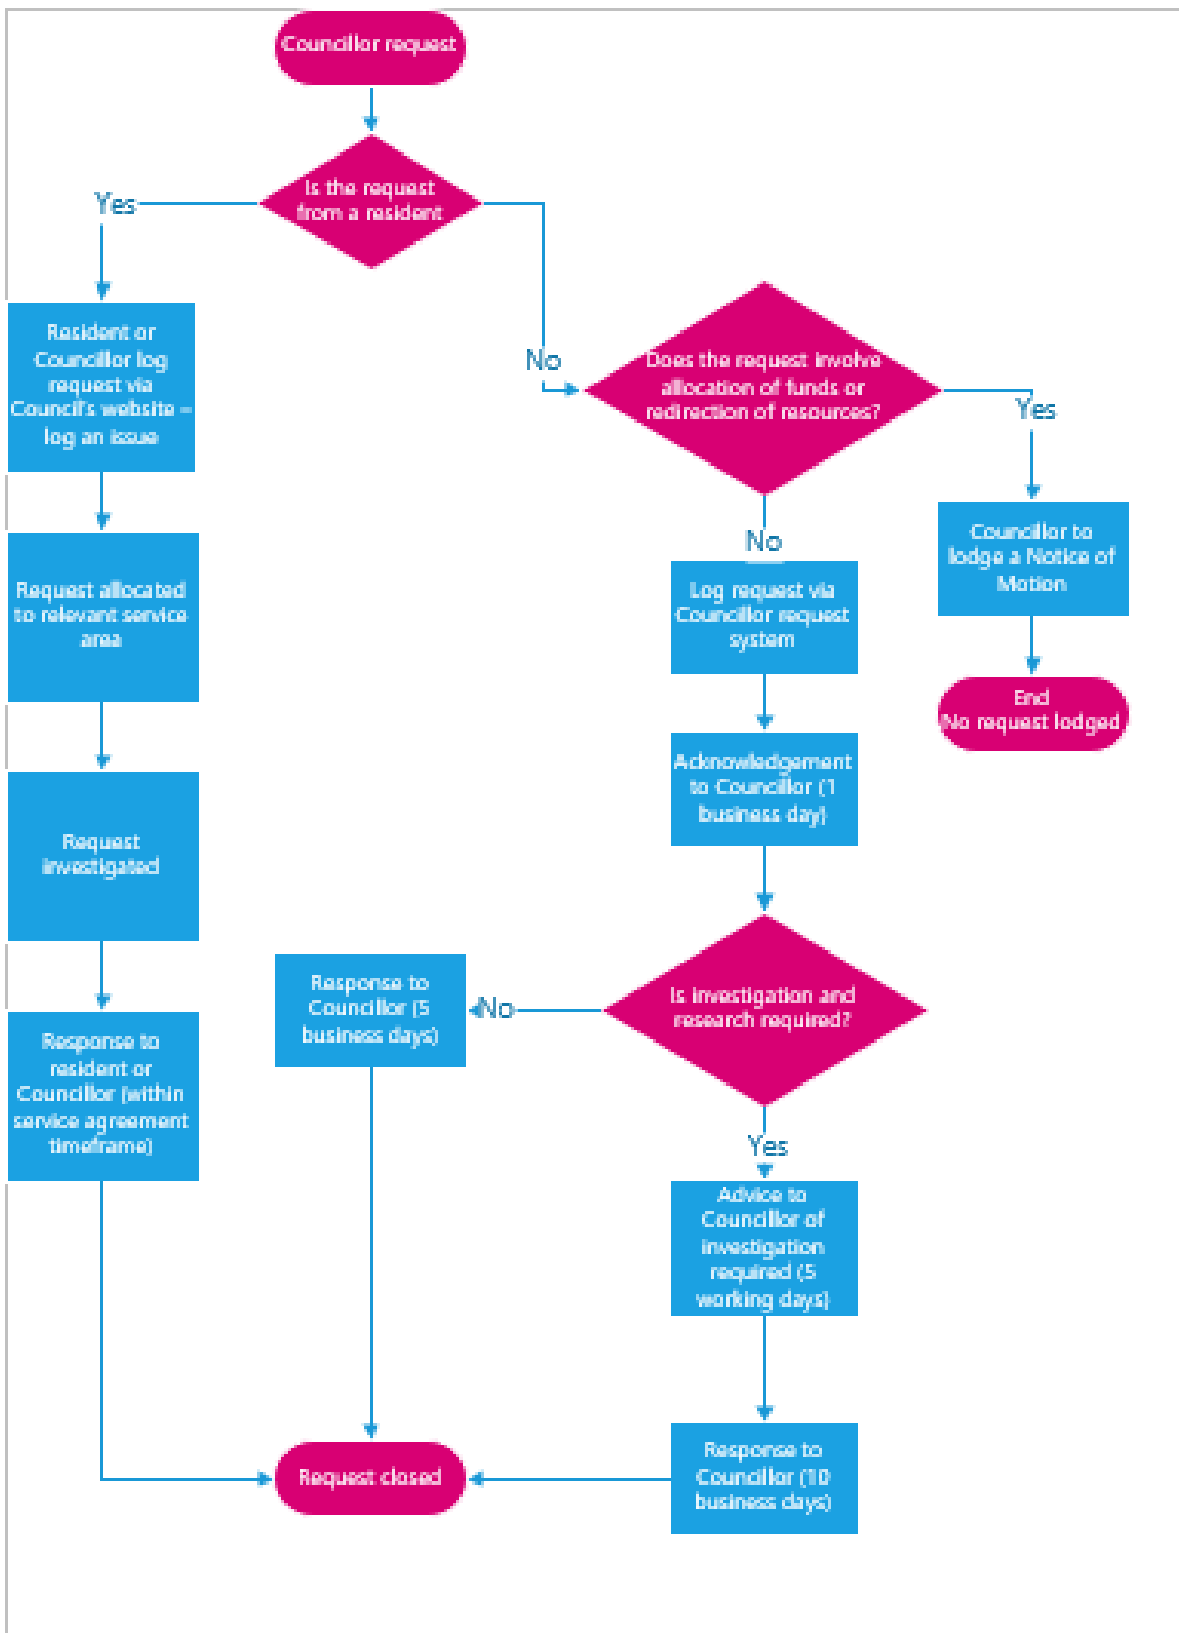 Councillor request
Is the request
from a resident
Yes
No
Resident or
Councillor log
request via
Council's website –
log an issue
Does the request involve
allocation of funds or
redirection of resources?
Yes
No
Councillor to
lodge a Notice of
Motion
Request allocated
to relevant service
area
Log request via
Councillor request
system
End
No request lodged
Acknowledgement
to Councillor (1
business day)
Request
investigated
Is investigation and
research required?
No
Response to
Councillor (5
business days)
Response to
resident or
Councillor (within
service agreement
timeframe)
Yes
Advice to
Councillor of
investigation
required (5
working days)
Response to
Councillor (10
business days)
Request closed